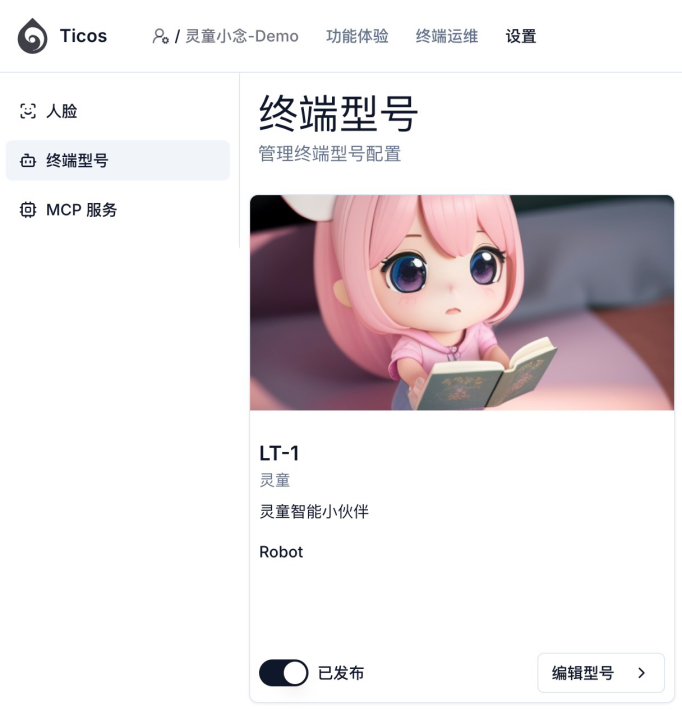 Ticos
/ 灵童小念-Demo 功能体验 终端运维 设置
人脸
终端型号
MCP 服务
终端型号
管理终端型号配置
LT-1
灵童
灵童智能小伙伴
Robot
已发布
编辑型号